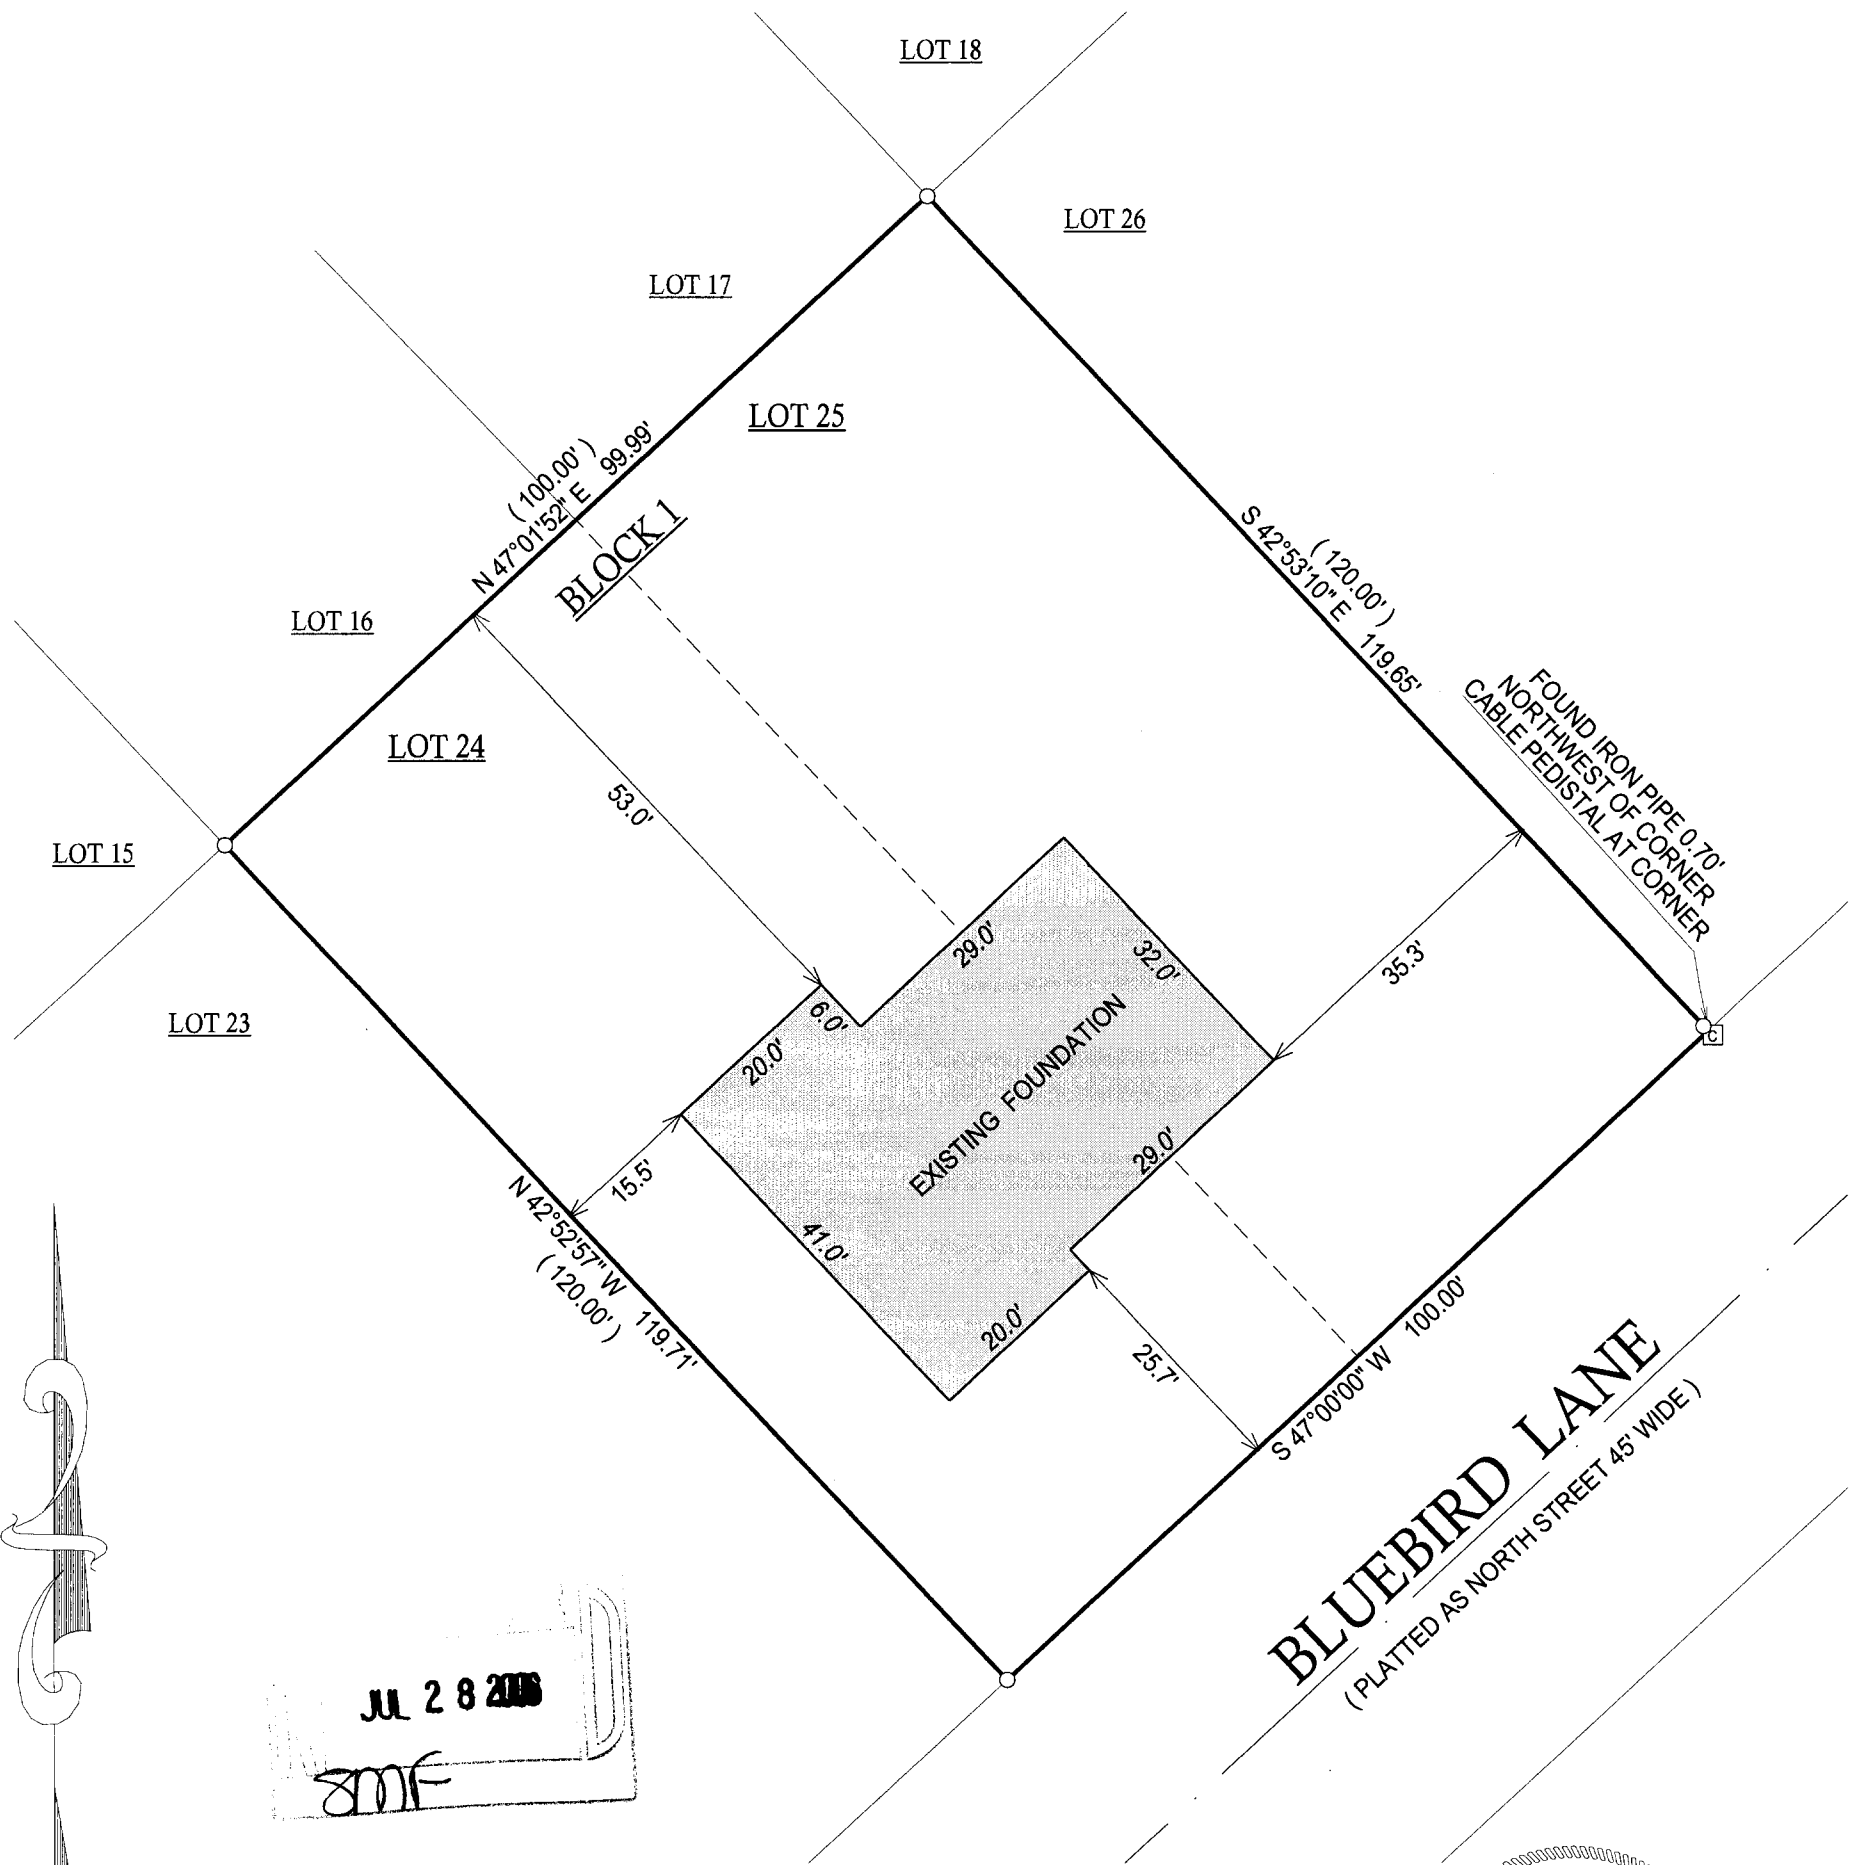 LOT 18
LOT 26
LOT 17
LOT 25
( 100.00' )
N 47°01'52" E 99.99'
BLOCK 1
S 42°53'10" E 119.65'
( 120.00' )
LOT 16
LOT 24
53.0'
FOUND IRON PIPE 0.70'
NORTHWEST OF CORNER
CABLE PEDISTAL AT CORNER
LOT 15
LOT 23
29.0'
32.0'
35.3'
6.0'
20.0'
C
EXISTING FOUNDATION
15.5'
29.0'
41.0'
N 42°52'57" W 119.71'
( 120.00' )
20.0'
25.7'
S 47°00'00" W 100.00'
BLUEBIRD LANE
( PLATTED AS NORTH STREET 45' WIDE )
JUL 28 2006
SMF